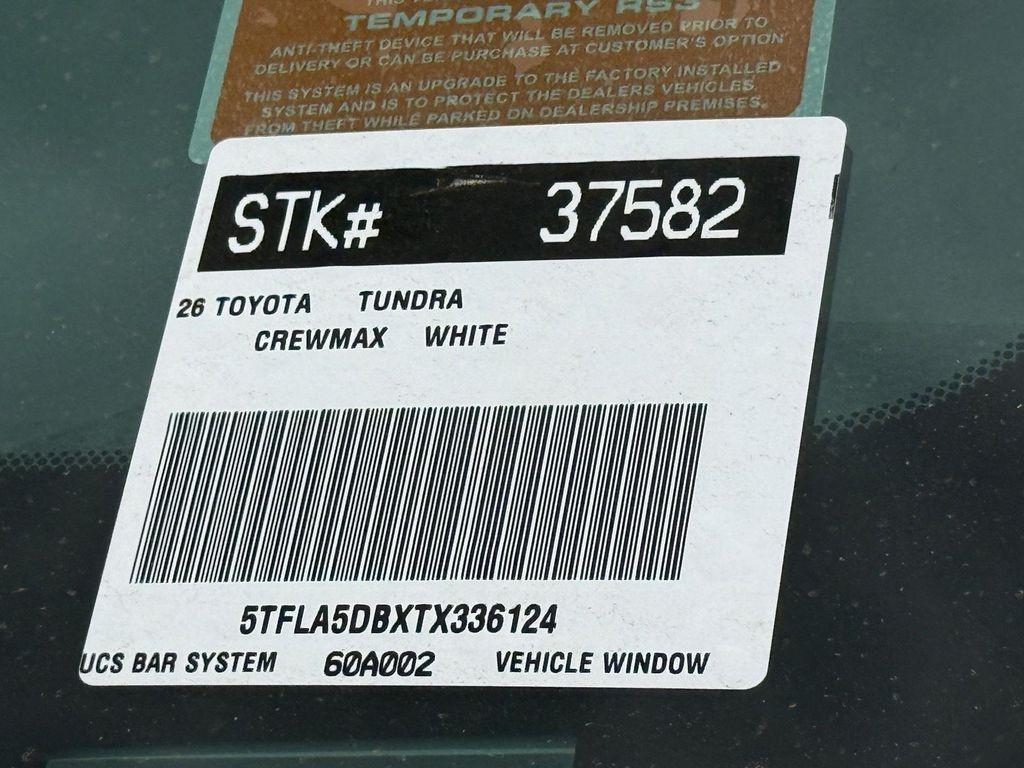 TEMPORARY RS3
ANTI-THEFT DEVICE THAT WILL BE REMOVED PRIOR TO
DELIVERY OR CAN BE PURCHASE AT CUSTOMER'S OPTION
THIS SYSTEM IS AN UPGRADE TO THE FACTORY INSTALLED
SYSTEM AND IS TO PROTECT THE DEALERS VEHICLES
FROM THEFT WHILE PARKED ON DEALERSHIP PREMISES.
STK# 37582
26 TOYOTA TUNDRA
CREWMAX WHITE
5TFLA5DBXTX336124
UCS BAR SYSTEM 60A002 VEHICLE WINDOW